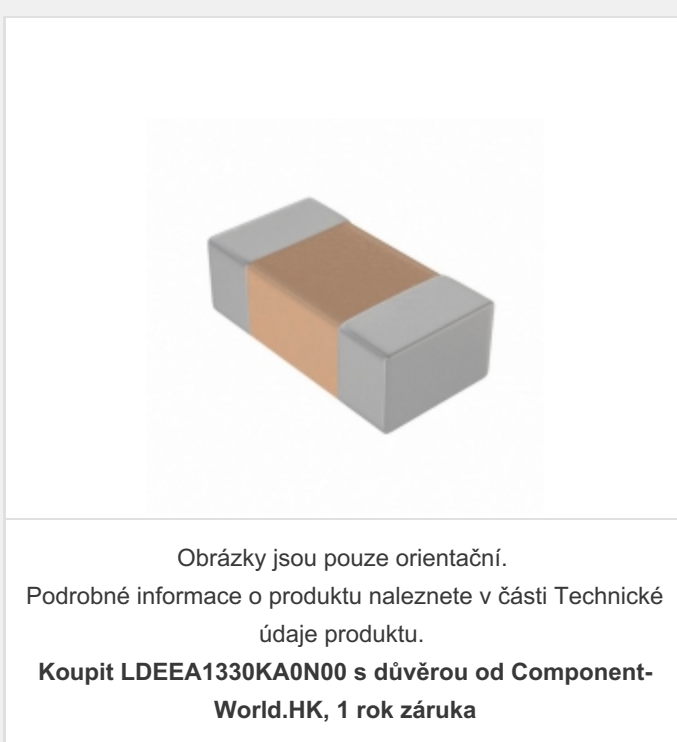 Obrázky jsou pouze orientační.
Podrobné informace o produktu naleznete v části Technické
údaje produktu.
Koupit LDEEA1330KA0N00 s důvěrou od Component-
World.HK, 1 rok záruka